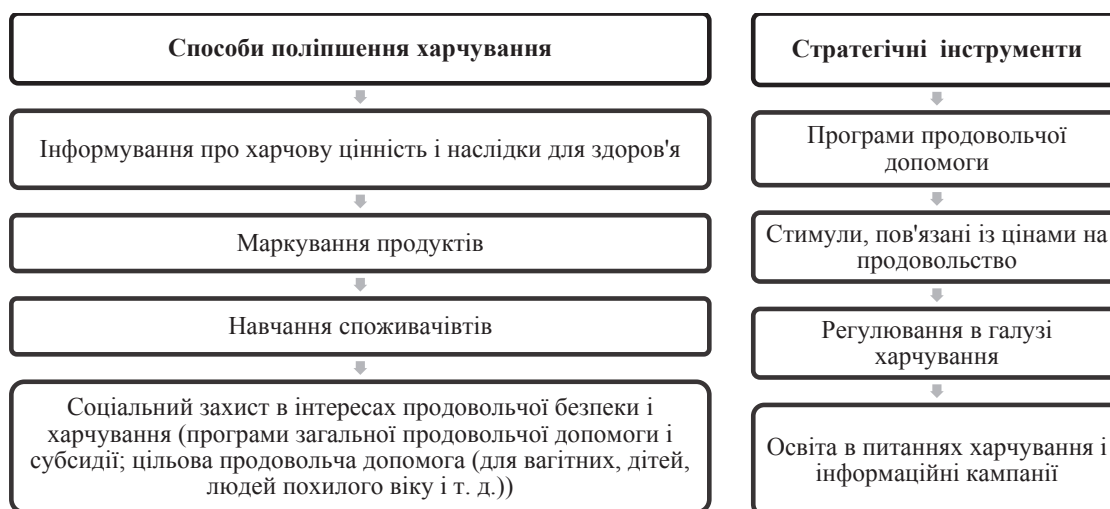 Способи поліпшення харчування
Інформування про харчову цінність і наслідки для здоров'я
Маркування продуктів
Навчання споживачівтів
Соціальний захист в інтересах продовольчої безпеки і
харчування (програми загальної продовольчої допомоги і
субсидії; цільова продовольча допомога (для вагітних, дітей,
людей похилого віку і т. д.))
Стратегічні інструменти
Програми продовольчої
допомоги
Стимули, пов'язані із цінами на
продовольство
Регулювання в галузі
харчування
Освіта в питаннях харчування і
інформаційні кампанії